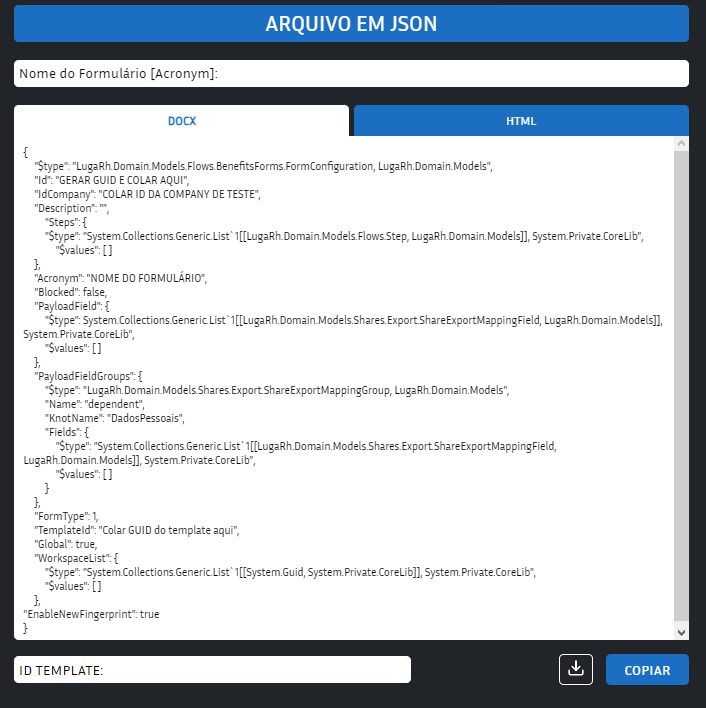 ARQUIVO EM JSON
Nome do Formulário [Acronym]:
DOCX
HTML
{
"$type": "LugaRh.Domain.Models.Flows.BenefitsForms.FormConfiguration, LugaRh.Domain.Models",
"Id": "GERAR GUID E COLAR AQUI",
"IdCompany": "COLAR ID DA COMPANY DE TESTE",
"Description": "",
"Steps": {
"$type": "System.Collections.Generic.List`1[[LugaRh.Domain.Models.Flows.Step, LugaRh.Domain.Models]], System.Private.CoreLib",
"$values": [ ]
},
"Acronym": "NOME DO FORMULÁRIO",
"Blocked": false,
"PayloadField": {
"$type": System.Collections.Generic.List`1[[LugaRh.Domain.Models.Shares.Export.ShareExportMappingField, LugaRh.Domain.Models]],
System.Private.CoreLib",
"$values": [ ]
},
"PayloadFieldGroups": {
"$type": "LugaRh.Domain.Models.Shares.Export.ShareExportMappingGroup, LugaRh.Domain.Models",
"Name": "dependent",
"KnotName": "DadosPessoais",
"Fields": {
"$type": "System.Collections.Generic.List`1[[LugaRh.Domain.Models.Shares.Export.ShareExportMappingField,
LugaRh.Domain.Models]], System.Private.CoreLib",
"$values": [ ]
}
},
"FormType": 1,
"TemplateId": "Colar GUID do template aqui",
"Global": true,
"WorkspaceList": {
"$type": "System.Collections.Generic.List`1[[System.Guid, System.Private.CoreLib]], System.Private.CoreLib",
"$values": [ ]
},
"EnableNewFingerprint": true
}
ID TEMPLATE:
COPIAR